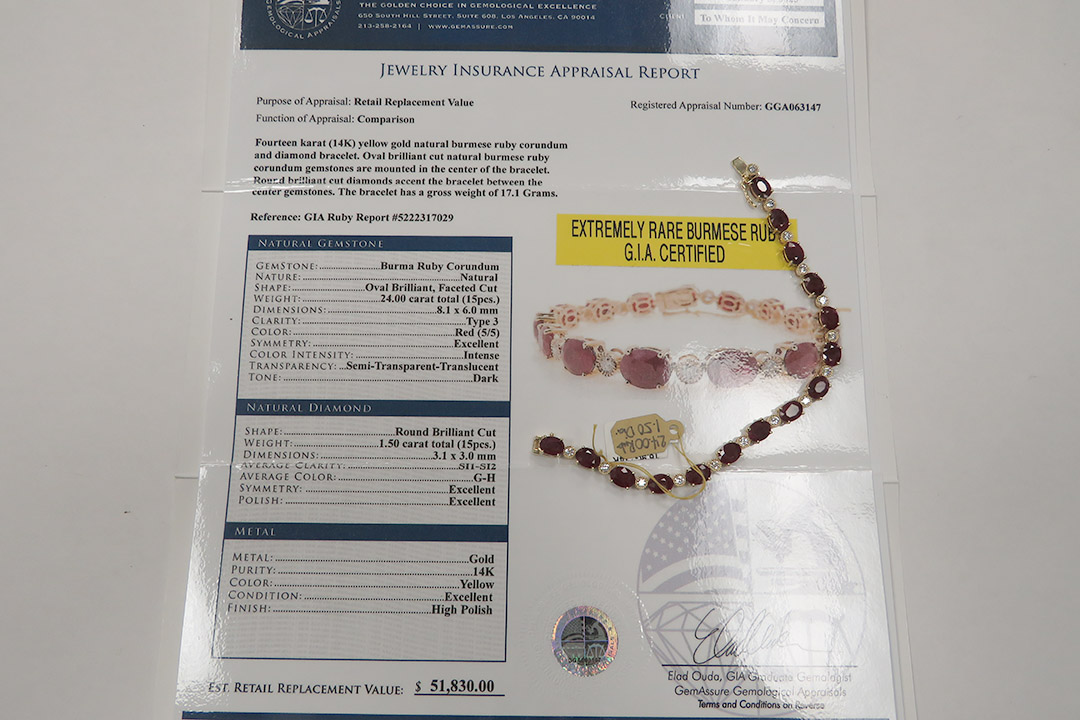 GEMOLOGICAL APPRAISALS
THE GOLDEN CHOICE IN GEMOLOGICAL EXCELLENCE
650 SOUTH HILL STREET, SUITE 608, LOS ANGELES, CA 90014
213-258-2164 | WWW.GEMASSURE.COM
To Whom It May Concern
JEWELRY INSURANCE APPRAISAL REPORT
Purpose of Appraisal: Retail Replacement Value
Registered Appraisal Number: GGA063147
Function of Appraisal: Comparison
Fourteen karat (14K) yellow gold natural burmese ruby corundum
and diamond bracelet. Oval brilliant cut natural burmese ruby
corundum gemstones are mounted in the center of the bracelet.
Round brilliant cut diamonds accent the bracelet between the
center gemstones. The bracelet has a gross weight of 17.1 Grams.
Reference: GIA Ruby Report #5222317029
EXTREMELY RARE BURMESE RUB
G.I.A. CERTIFIED
NATURAL GEMSTONE
GEMSTONE: Burma Ruby Corundum
NATURE: Natural
SHAPE: Oval Brilliant, Faceted Cut
WEIGHT: 24.00 carat total (15pcs.)
DIMENSIONS: 8.1 x 6.0 mm
CLARITY: Type 3
COLOR: Red (5/5)
SYMMETRY: Excellent
COLOR INTENSITY: Intense
TRANSPARENCY: Semi-Transparent-Translucent
TONE: Dark
NATURAL DIAMOND
SHAPE: Round Brilliant Cut
WEIGHT: 1.50 carat total (15pcs.)
DIMENSIONS: 3.1 x 3.0 mm
AVERAGE CLARITY: SI1-SI2
AVERAGE COLOR: G-H
SYMMETRY: Excellent
POLISH: Excellent
24.00 Rub
1.50 Dia
METAL
METAL: Gold
PURITY: 14K
COLOR: Yellow
CONDITION: Excellent
FINISH: High Polish
EST. RETAIL REPLACEMENT VALUE: $ 51,830.00
Elad Ouda, GIA Graduate Gemologist
GemAssure Gemological Appraisals
Terms and Conditions on Reverse